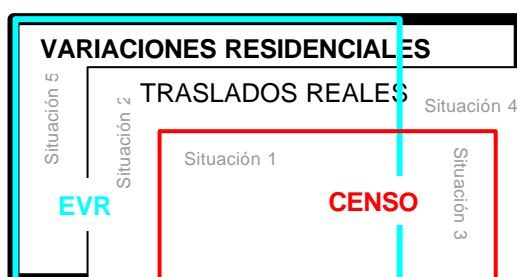 VARIACIONES RESIDENCIALES
TRASLADOS REALES
Situación 5
Situación 2
Situación 4
Situación 1
Situación 3
EVR
CENSO